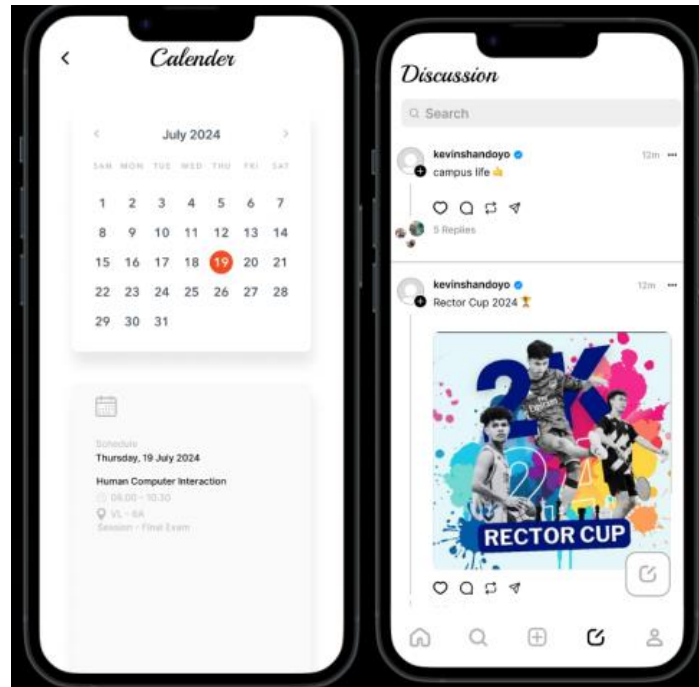 Calender
July 2024
SAN MON TUE WED THU FRI SAT
1 2 3 4 5 6 7
8 9 10 11 12 13 14
15 16 17 18 19 20 21
22 23 24 25 26 27 28
29 30 31
Schedule
Thursday, 19 July 2024
Human Computer Interaction
08.00 - 10.30
VL - 6A
Session - Final Exam
Discussion
Search
kevinshandoyo 12m
campus life
5 Replies
kevinshandoyo 12m
Rector Cup 2024
2K
24
RECTOR CUP